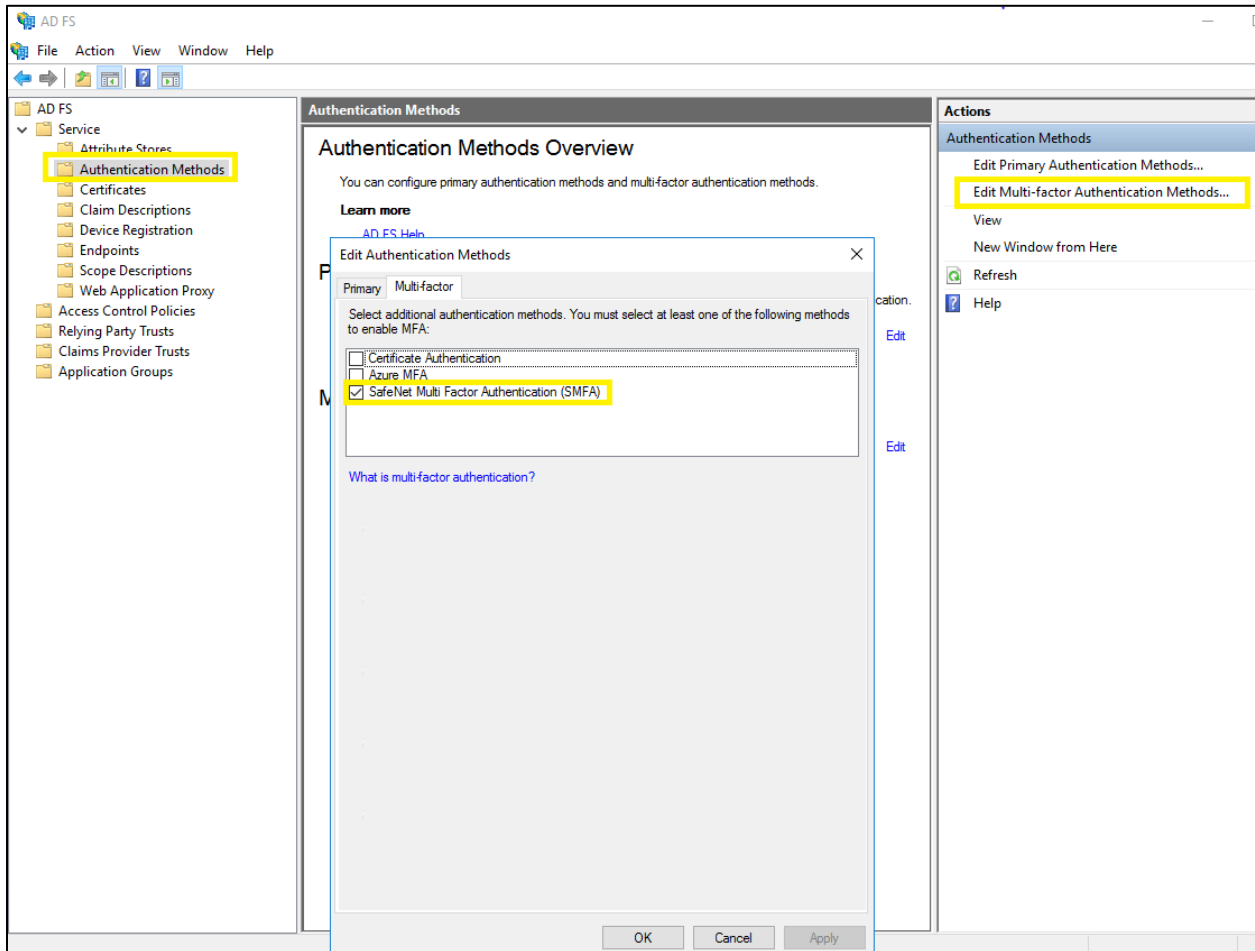 AD FS
File Action View Window Help
AD FS
Service
Attribute Stores
Authentication Methods
Certificates
Claim Descriptions
Device Registration
Endpoints
Scope Descriptions
Web Application Proxy
Access Control Policies
Relying Party Trusts
Claims Provider Trusts
Application Groups
Authentication Methods
Authentication Methods Overview
You can configure primary authentication methods and multi-factor authentication methods.
Learn more
AD FS Help
P
cation.
Edit
M
Edit
Edit Authentication Methods
Primary Multi-factor
Select additional authentication methods. You must select at least one of the following methods
to enable MFA:
Certificate Authentication
Azure MFA
SafeNet Multi Factor Authentication (SMFA)
What is multi-factor authentication?
OK Cancel Apply
Actions
Authentication Methods
Edit Primary Authentication Methods...
Edit Multi-factor Authentication Methods...
View
New Window from Here
Refresh
Help